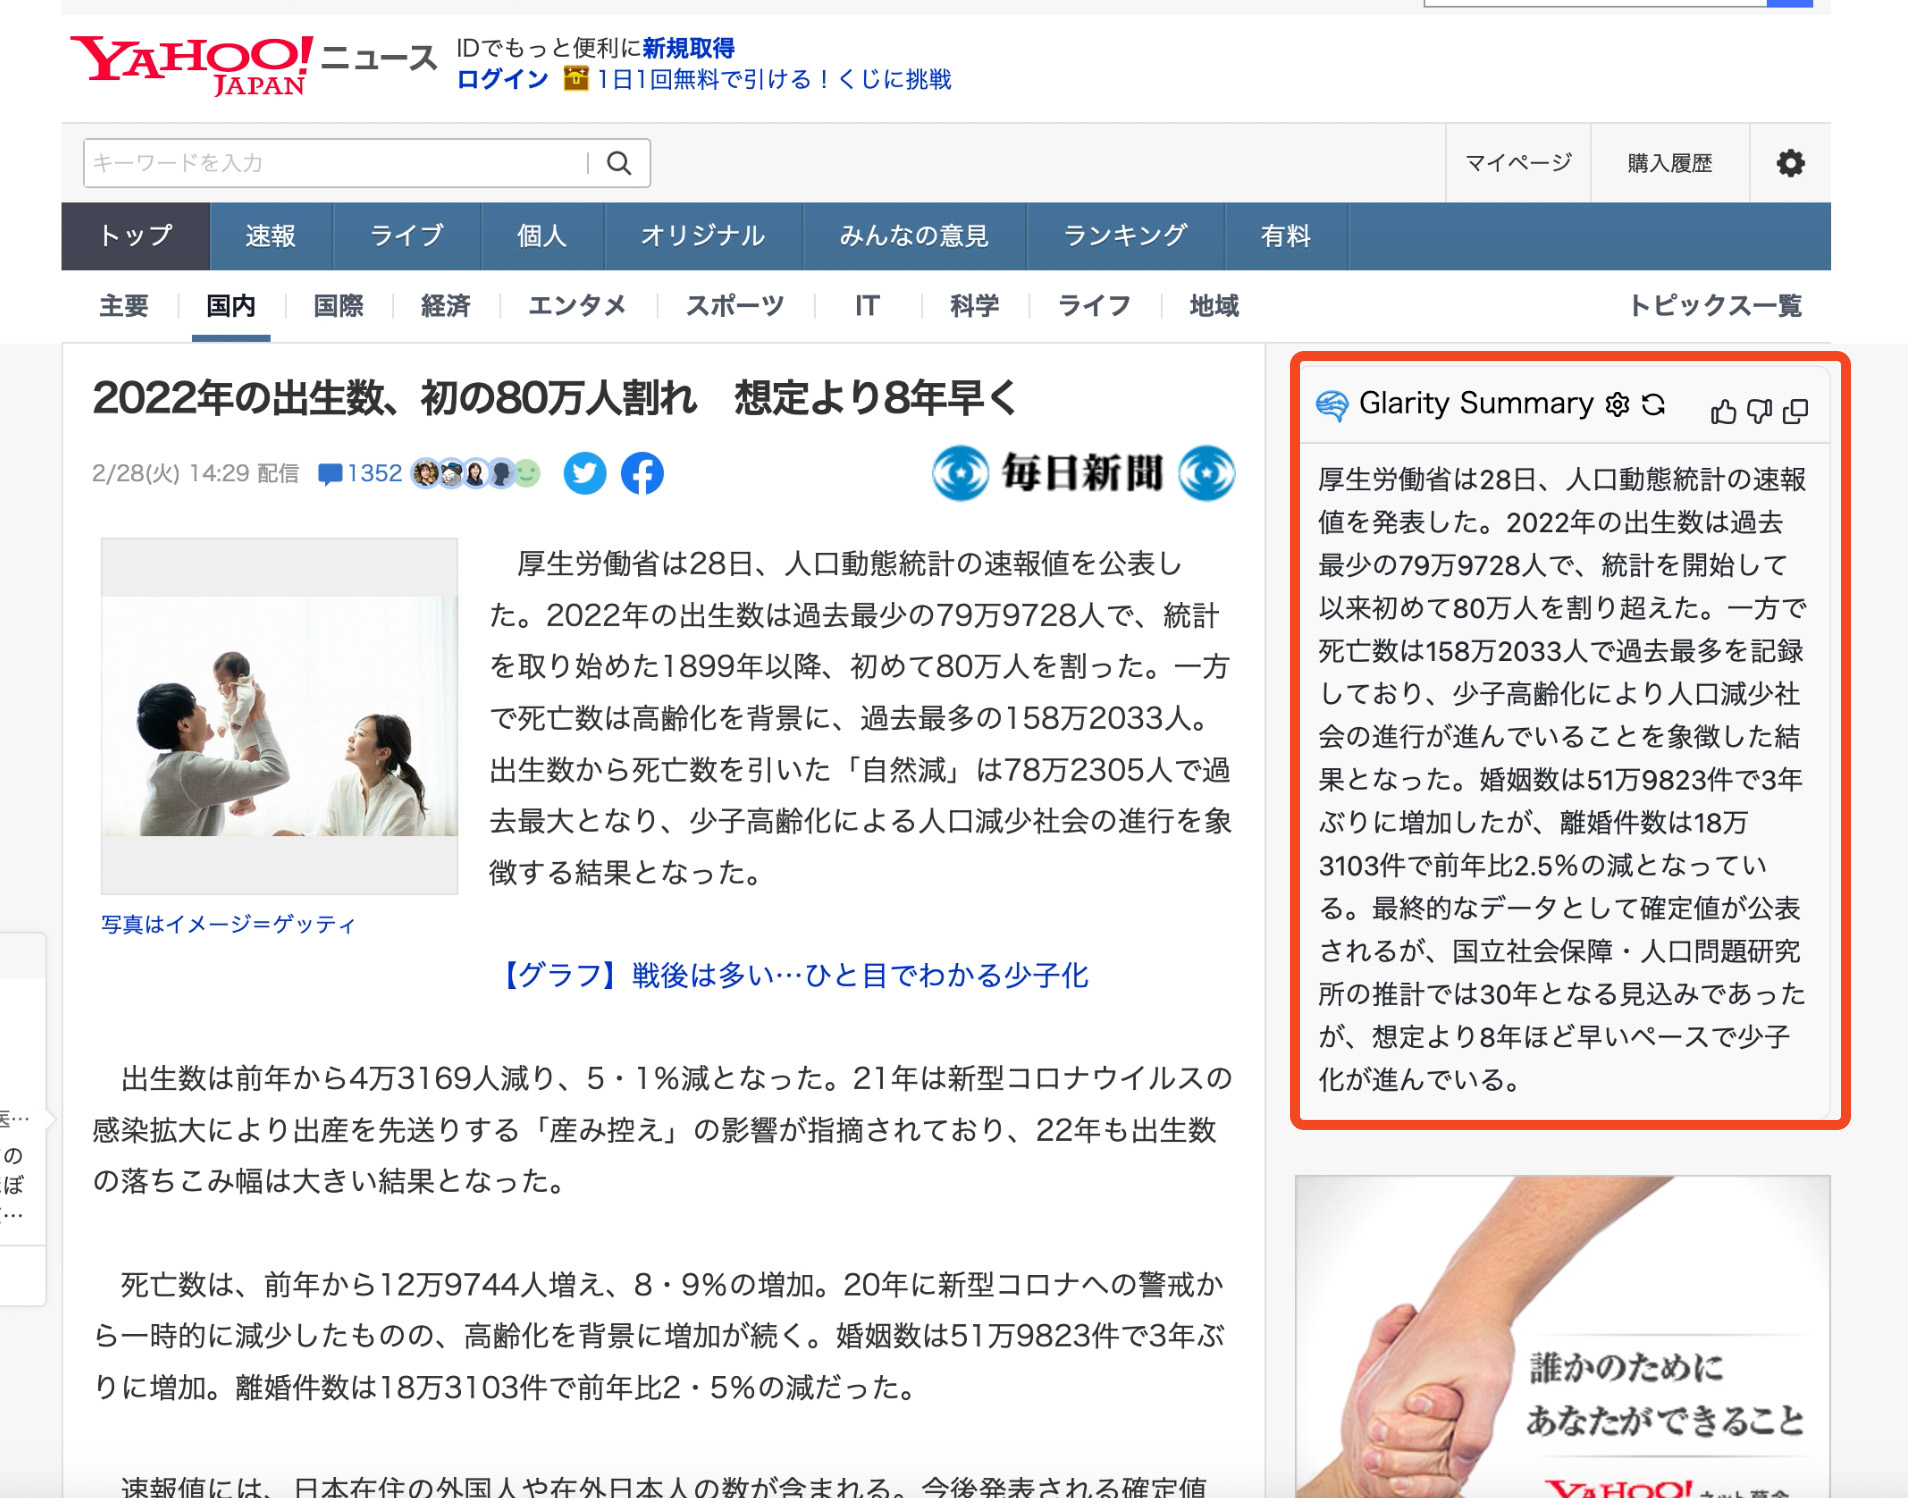 YAHOO! JAPAN ニュース
IDでもっと便利に新規取得
ログイン 1日1回無料で引ける！くじに挑戦
キーワードを入力
マイページ
購入履歴
トップ 速報 ライブ 個人 オリジナル みんなの意見 ランキング 有料
主要 国内 国際 経済 エンタメ スポーツ IT 科学 ライフ 地域 トピックス一覧
2022年の出生数、初の80万人割れ　想定より8年早く
2/28(火) 14:29 配信 1352
毎日新聞
写真はイメージ＝ゲッティ
厚生労働省は28日、人口動態統計の速報値を公表し
た。2022年の出生数は過去最少の79万9728人で、統計
を取り始めた1899年以降、初めて80万人を割った。一方
で死亡数は高齢化を背景に、過去最多の158万2033人。
出生数から死亡数を引いた「自然減」は78万2305人で過
去最大となり、少子高齢化による人口減少社会の進行を象
徴する結果となった。
【グラフ】戦後は多い…ひと目でわかる少子化
出生数は前年から4万3169人減り、5・1％減となった。21年は新型コロナウイルスの
感染拡大により出産を先送りする「産み控え」の影響が指摘されており、22年も出生数
の落ちこみ幅は大きい結果となった。
死亡数は、前年から12万9744人増え、8・9％の増加。20年に新型コロナへの警戒か
ら一時的に減少したものの、高齢化を背景に増加が続く。婚姻数は51万9823件で3年ぶ
りに増加。離婚件数は18万3103件で前年比2・5％の減だった。
速報値には、日本在住の外国人や在外日本人の数が含まれる。今後発表される確定値
Glarity Summary
厚生労働省は28日、人口動態統計の速報
値を発表した。2022年の出生数は過去
最少の79万9728人で、統計を開始して
以来初めて80万人を割り超えた。一方で
死亡数は158万2033人で過去最多を記録
しており、少子高齢化により人口減少社
会の進行が進んでいることを象徴した結
果となった。婚姻数は51万9823件で3年
ぶりに増加したが、離婚件数は18万
3103件で前年比2.5%の減となってい
る。最終的なデータとして確定値が公表
されるが、国立社会保障・人口問題研究
所の推計では30年となる見込みであった
が、想定より8年ほど早いペースで少子
化が進んでいる。
誰かのために
あなたができること
YAHOO! ネット募金